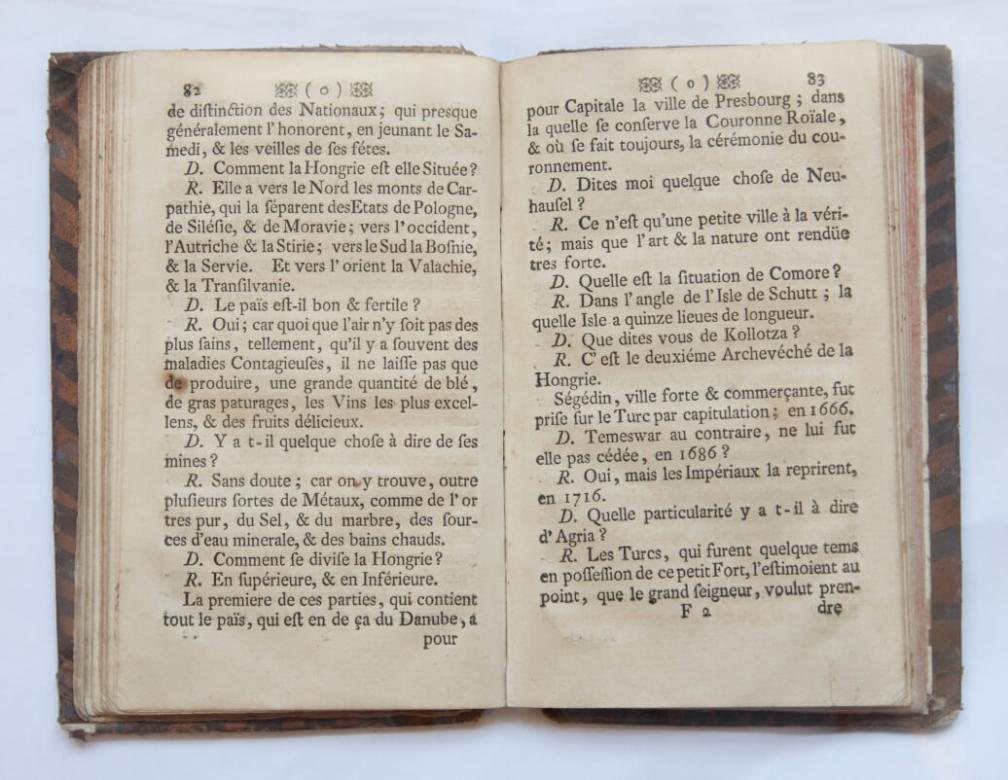 82 ( o )
de diſtinction des Nationaux; qui presque
généralement l' honorent, en jeunant le Sa-
medi, & les veilles de ſes fétes.
D. Comment la Hongrie eſt elle Située?
R. Elle a vers le Nord les monts de Car-
pathie, qui la ſéparent desEtats de Pologne,
de Siléſie, & de Moravie; vers l'occident,
l'Autriche & la Stirie; vers le Sud la Boſnie,
& la Servie. Et vers l' orient la Valachie,
& la Tranſilvanie.
D. Le païs eſt-il bon & fertile ?
R. Oui; car quoi que l'air n'y ſoit pas des
plus ſains, tellement, qu'il y a ſouvent des
maladies Contagieuſes, il ne laiſſe pas que
de produire, une grande quantité de blé,
de gras paturages, les Vins les plus excel-
lens, & des fruits délicieux.
D. Y a t-il quelque choſe à dire de ſes
mines ?
R. Sans doute; car on y trouve, outre
pluſieurs ſortes de Métaux, comme de l'or
tres pur, du Sel, & du marbre, des ſour-
ces d'eau minerale, & des bains chauds.
D. Comment ſe diviſe la Hongrie?
R. En ſupérieure, & en Inférieure.
La premiere de ces parties, qui contient
tout le païs, qui eſt en de ça du Danube, a
pour
( o ) 83
pour Capitale la ville de Presbourg ; dans
la quelle ſe conſerve la Couronne Roïale,
& où ſe fait toujours, la cérémonie du cou-
ronnement.
D. Dites moi quelque choſe de Neu-
hauſel ?
R. Ce n'eſt qu'une petite ville à la véri-
té; mais que l'art & la nature ont rendüe
tres forte.
D. Quelle eſt la ſituation de Comore?
R. Dans l'angle de l'Isle de Schutt ; la
quelle Isle a quinze lieues de longueur.
D. Que dites vous de Kollotza ?
R. C'eſt le deuxiéme Archevéché de la
Hongrie.
Ségédin, ville forte & commerçante, fut
priſe ſur le Turc par capitulation; en 1666.
D. Temeswar au contraire, ne lui fut
elle pas cédée, en 1686 ?
R. Oui, mais les Impériaux la reprirent,
en 1716.
D. Quelle particularité y a t-il à dire
d'Agria ?
R. Les Turcs, qui furent quelque tems
en poſſeſſion de ce petit Fort, l'eſtimoient au
point, que le grand ſeigneur, voulut pren-
F 2 dre